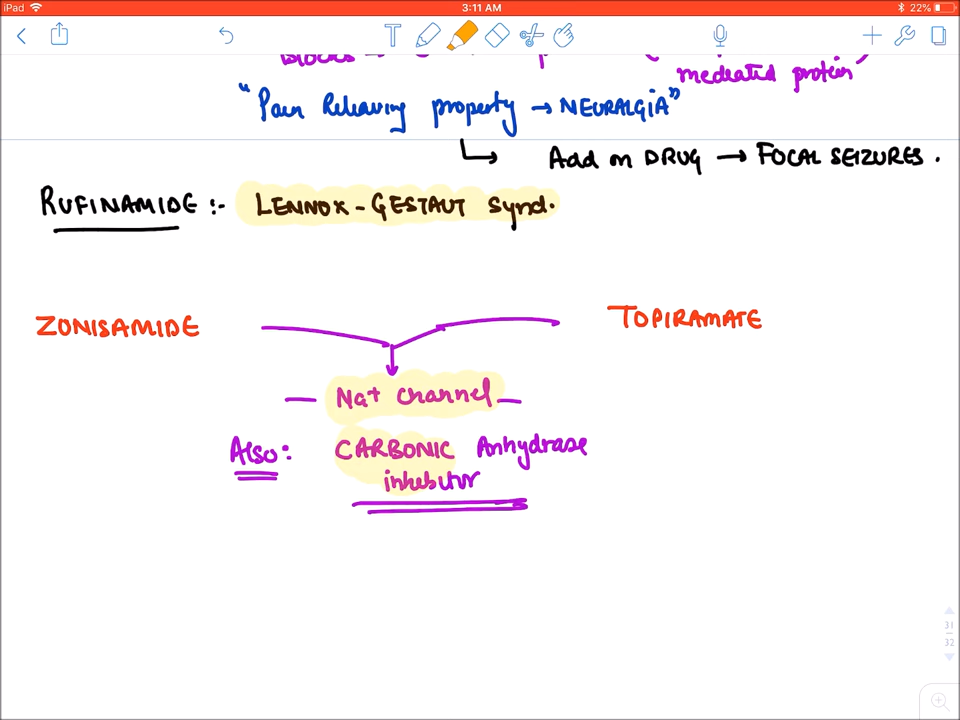 iPad 3:11 AM 22%
mediated protein
"Pain Relieving property → NEURALGIA"
Add on DRUG → FOCAL SEIZURES.
RUFINAMIDE :- LENNOX-GESTAUT Synd.
ZONISAMIDE TOPIRAMATE
Na+ channel
Also: CARBONIC Anhydrase
inhibitor
31
32